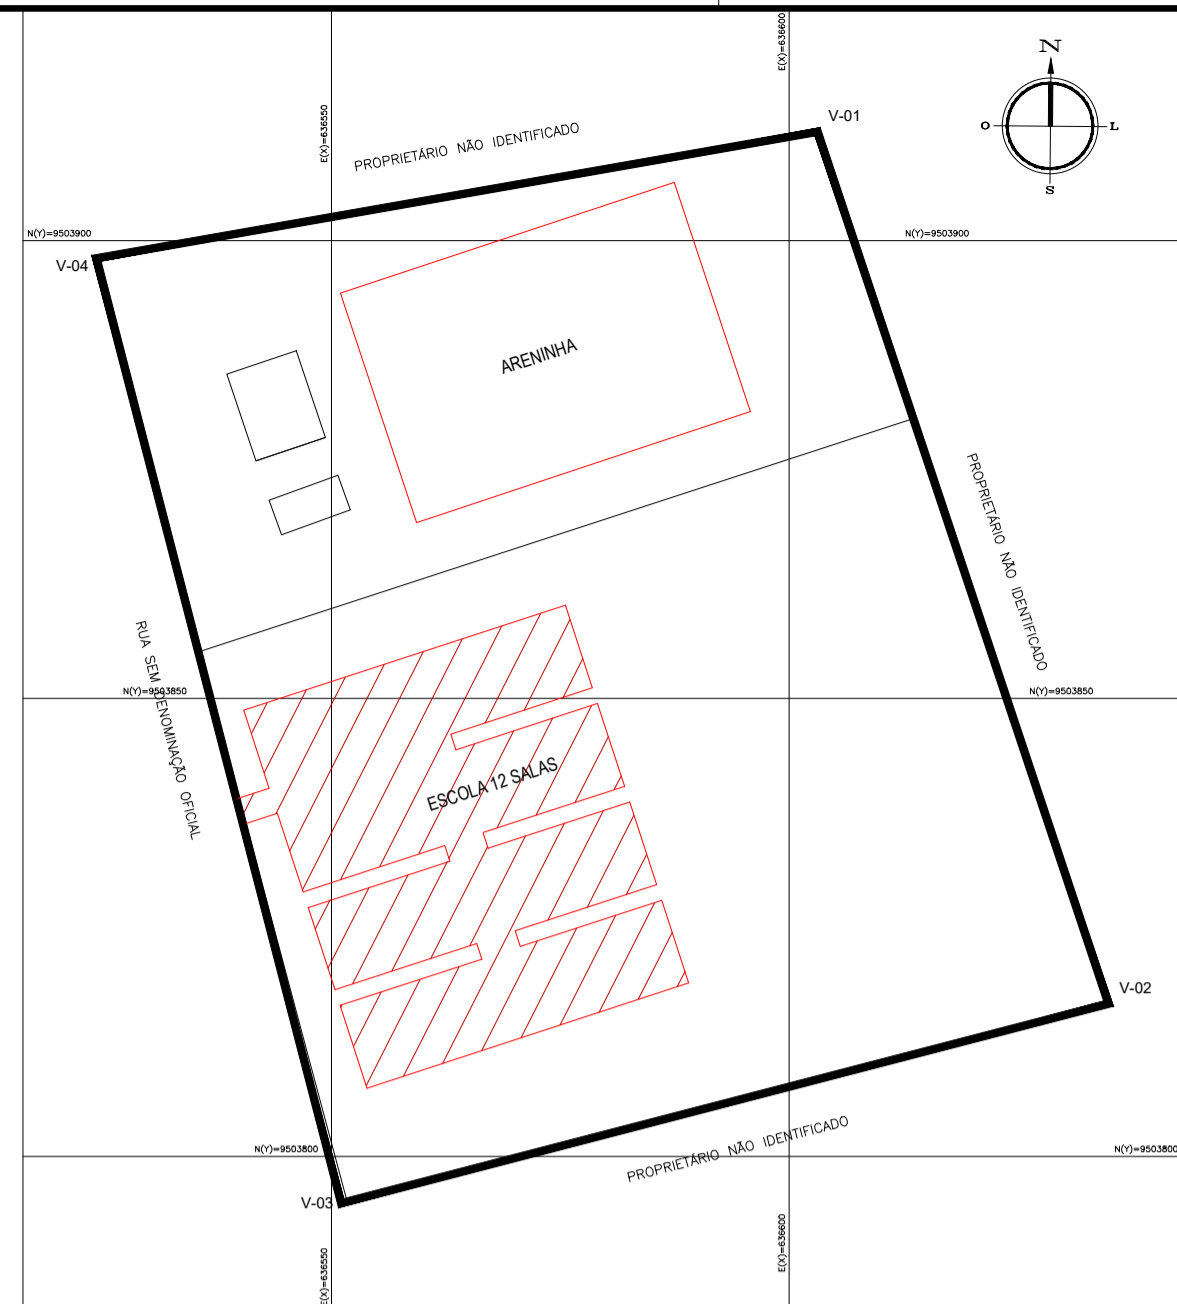 E(X)=636600
N
V-01
E(X)=636550
PROPRIETÁRIO NÃO IDENTIFICADO
O
L
S
N(Y)=9503900
N(Y)=9503900
V-04
ARENINHA
PROPRIETÁRIO NÃO IDENTIFICADO
RUA SEM DENOMINAÇÃO OFICIAL
N(Y)=9503850
N(Y)=9503850
ESCOLA 12 SALAS
V-02
PROPRIETÁRIO NÃO IDENTIFICADO
N(Y)=9503800
N(Y)=9503800
V-03
E(X)=636550
E(X)=636600